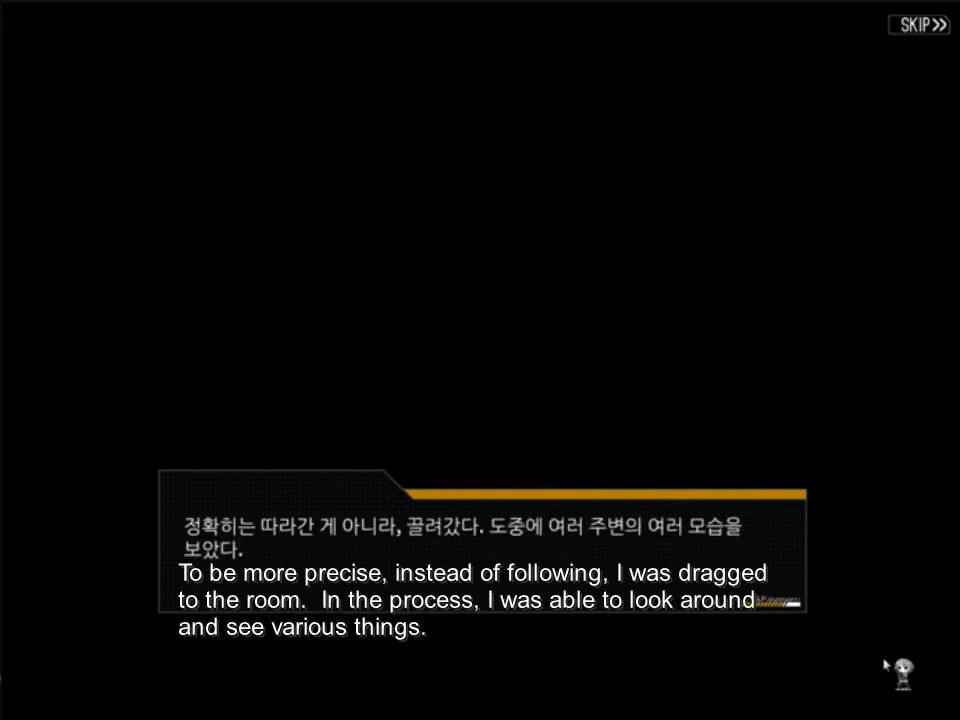 SKIP
정확히는 따라간 게 아니라, 끌려갔다. 도중에 여러 주변의 여러 모습을
보았다.
To be more precise, instead of following, I was dragged
to the room. In the process, I was able to look around
and see various things.